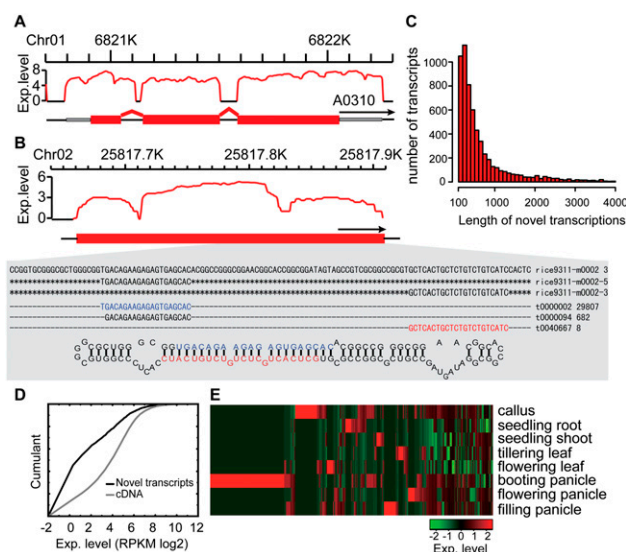 A
Chr01 6821K 6822K
Exp.level
8
4
0
A0310
B
Chr02 25817.7K 25817.8K 25817.9K
Exp.level
6
3
0
C
number of transcripts
1000
800
600
400
200
0
100 1000 2000 3000 4000
Length of novel transcriptions
CCGGTGCGGGCGCTGGGCGGTGACAGAAGAGAGTGAGCACACGGCCGGGCGGAACGGCACCGGCGGATAGTAGCCGTCGCGGCCGCGTGCTCACTGCTCTGTCTGTCATCCACTC rice9311-m0002 3
rice9311-m0002-5
GCTCACTGCTCTGTCTGTCATC rice9311-m0002-3
TGACAGAAGAGAGTGAGCAC t0000002 29807
GACAGAAGAGAGTGAGCAC t0000094 682
GCTCACTGCTCTGTCTGTCATC t0040667 8
D
Cumulant
Novel transcripts
cDNA
-2 0 2 4 6 8 10 12
Exp. level (RPKM log2)
E
callus
seedling root
seedling shoot
tillering leaf
flowering leaf
booting panicle
flowering panicle
filling panicle
-2 -1 0 1 2
Exp. level